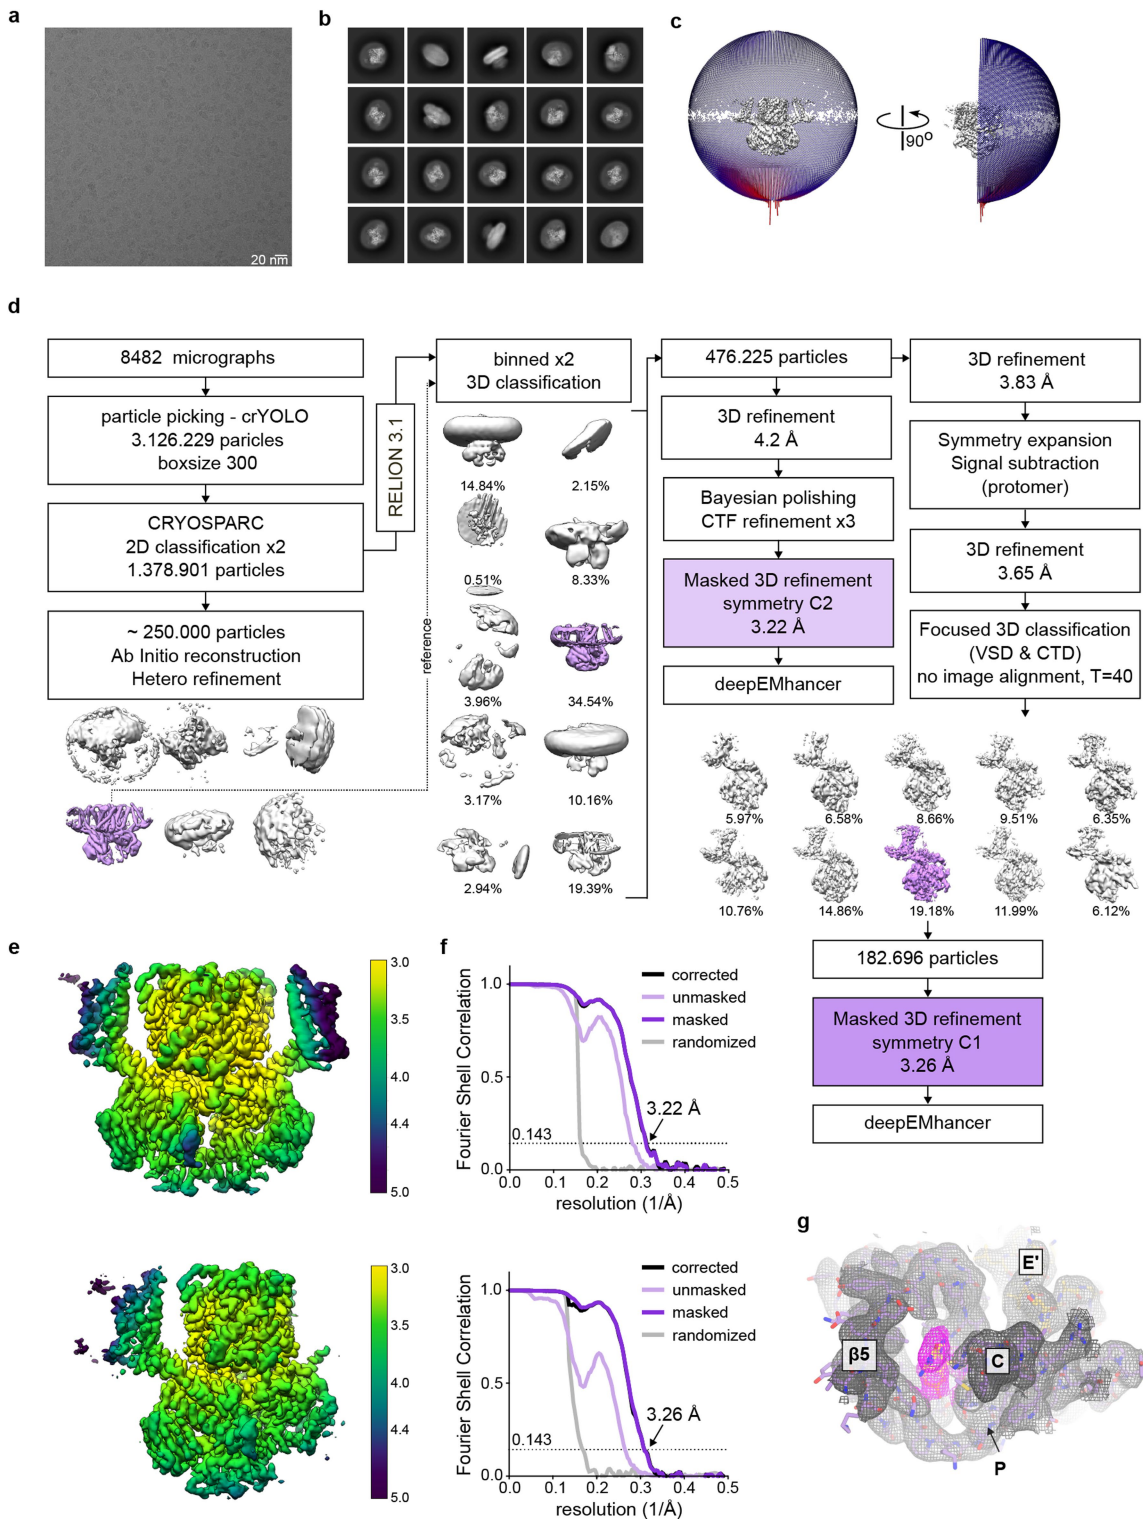 a
20 nm
b
c
90°
d
8482 micrographs
particle picking - crYOLO
3.126.229 paricles
boxsize 300
CRYOSPARC
2D classification x2
1.378.901 particles
~ 250.000 particles
Ab Initio reconstruction
Hetero refinement
RELION 3.1
reference
binned x2
3D classification
14.84%
2.15%
0.51%
8.33%
3.96%
34.54%
3.17%
10.16%
2.94%
19.39%
476.225 particles
3D refinement
4.2 Å
Bayesian polishing
CTF refinement x3
Masked 3D refinement
symmetry C2
3.22 Å
deepEMhancer
3D refinement
3.83 Å
Symmetry expansion
Signal subtraction
(protomer)
3D refinement
3.65 Å
Focused 3D classification
(VSD & CTD)
no image alignment, T=40
5.97%
6.58%
8.66%
9.51%
6.35%
10.76%
14.86%
19.18%
11.99%
6.12%
182.696 particles
Masked 3D refinement
symmetry C1
3.26 Å
deepEMhancer
e
3.0
3.5
4.0
4.4
5.0
3.0
3.5
4.0
4.4
5.0
f
Fourier Shell Correlation
1.0
0.5
0.0
corrected
unmasked
masked
randomized
3.22 Å
0.143
0.0 0.1 0.2 0.3 0.4 0.5
resolution (1/Å)
Fourier Shell Correlation
1.0
0.5
0.0
corrected
unmasked
masked
randomized
3.26 Å
0.143
0.0 0.1 0.2 0.3 0.4 0.5
resolution (1/Å)
g
E'
β5
C
P